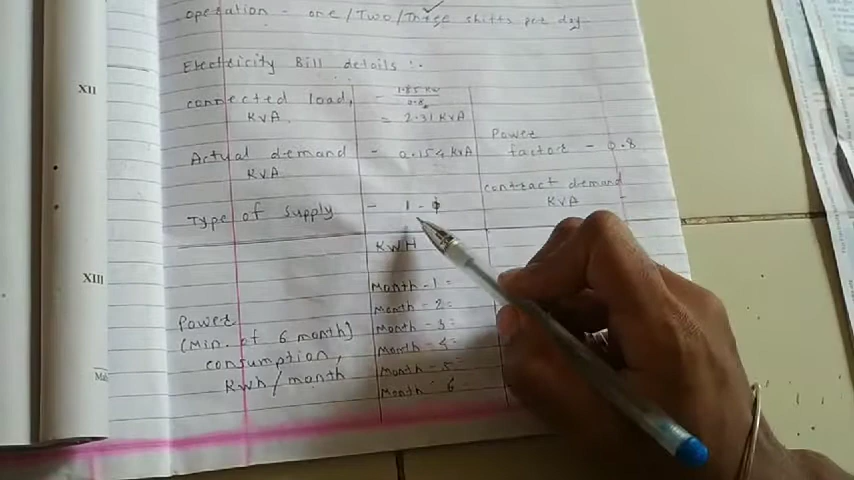 operation - one / Two / Three shifts per day
Electricity Bill details :-
connected load, - 1.85 kw
0.8
KVA = 2.31 KVA
Power
Actual demand - 0.154 KVA factor - 0.8
KVA
contract demand
Type of supply - 1-ϕ KVA
KWH
Month - 1 =
Power Month - 2 =
(Min. of 6 month) Month - 3 =
consumption, Month - 4 =
Kwh / month Month - 5 =
Month - 6
XII
XIII